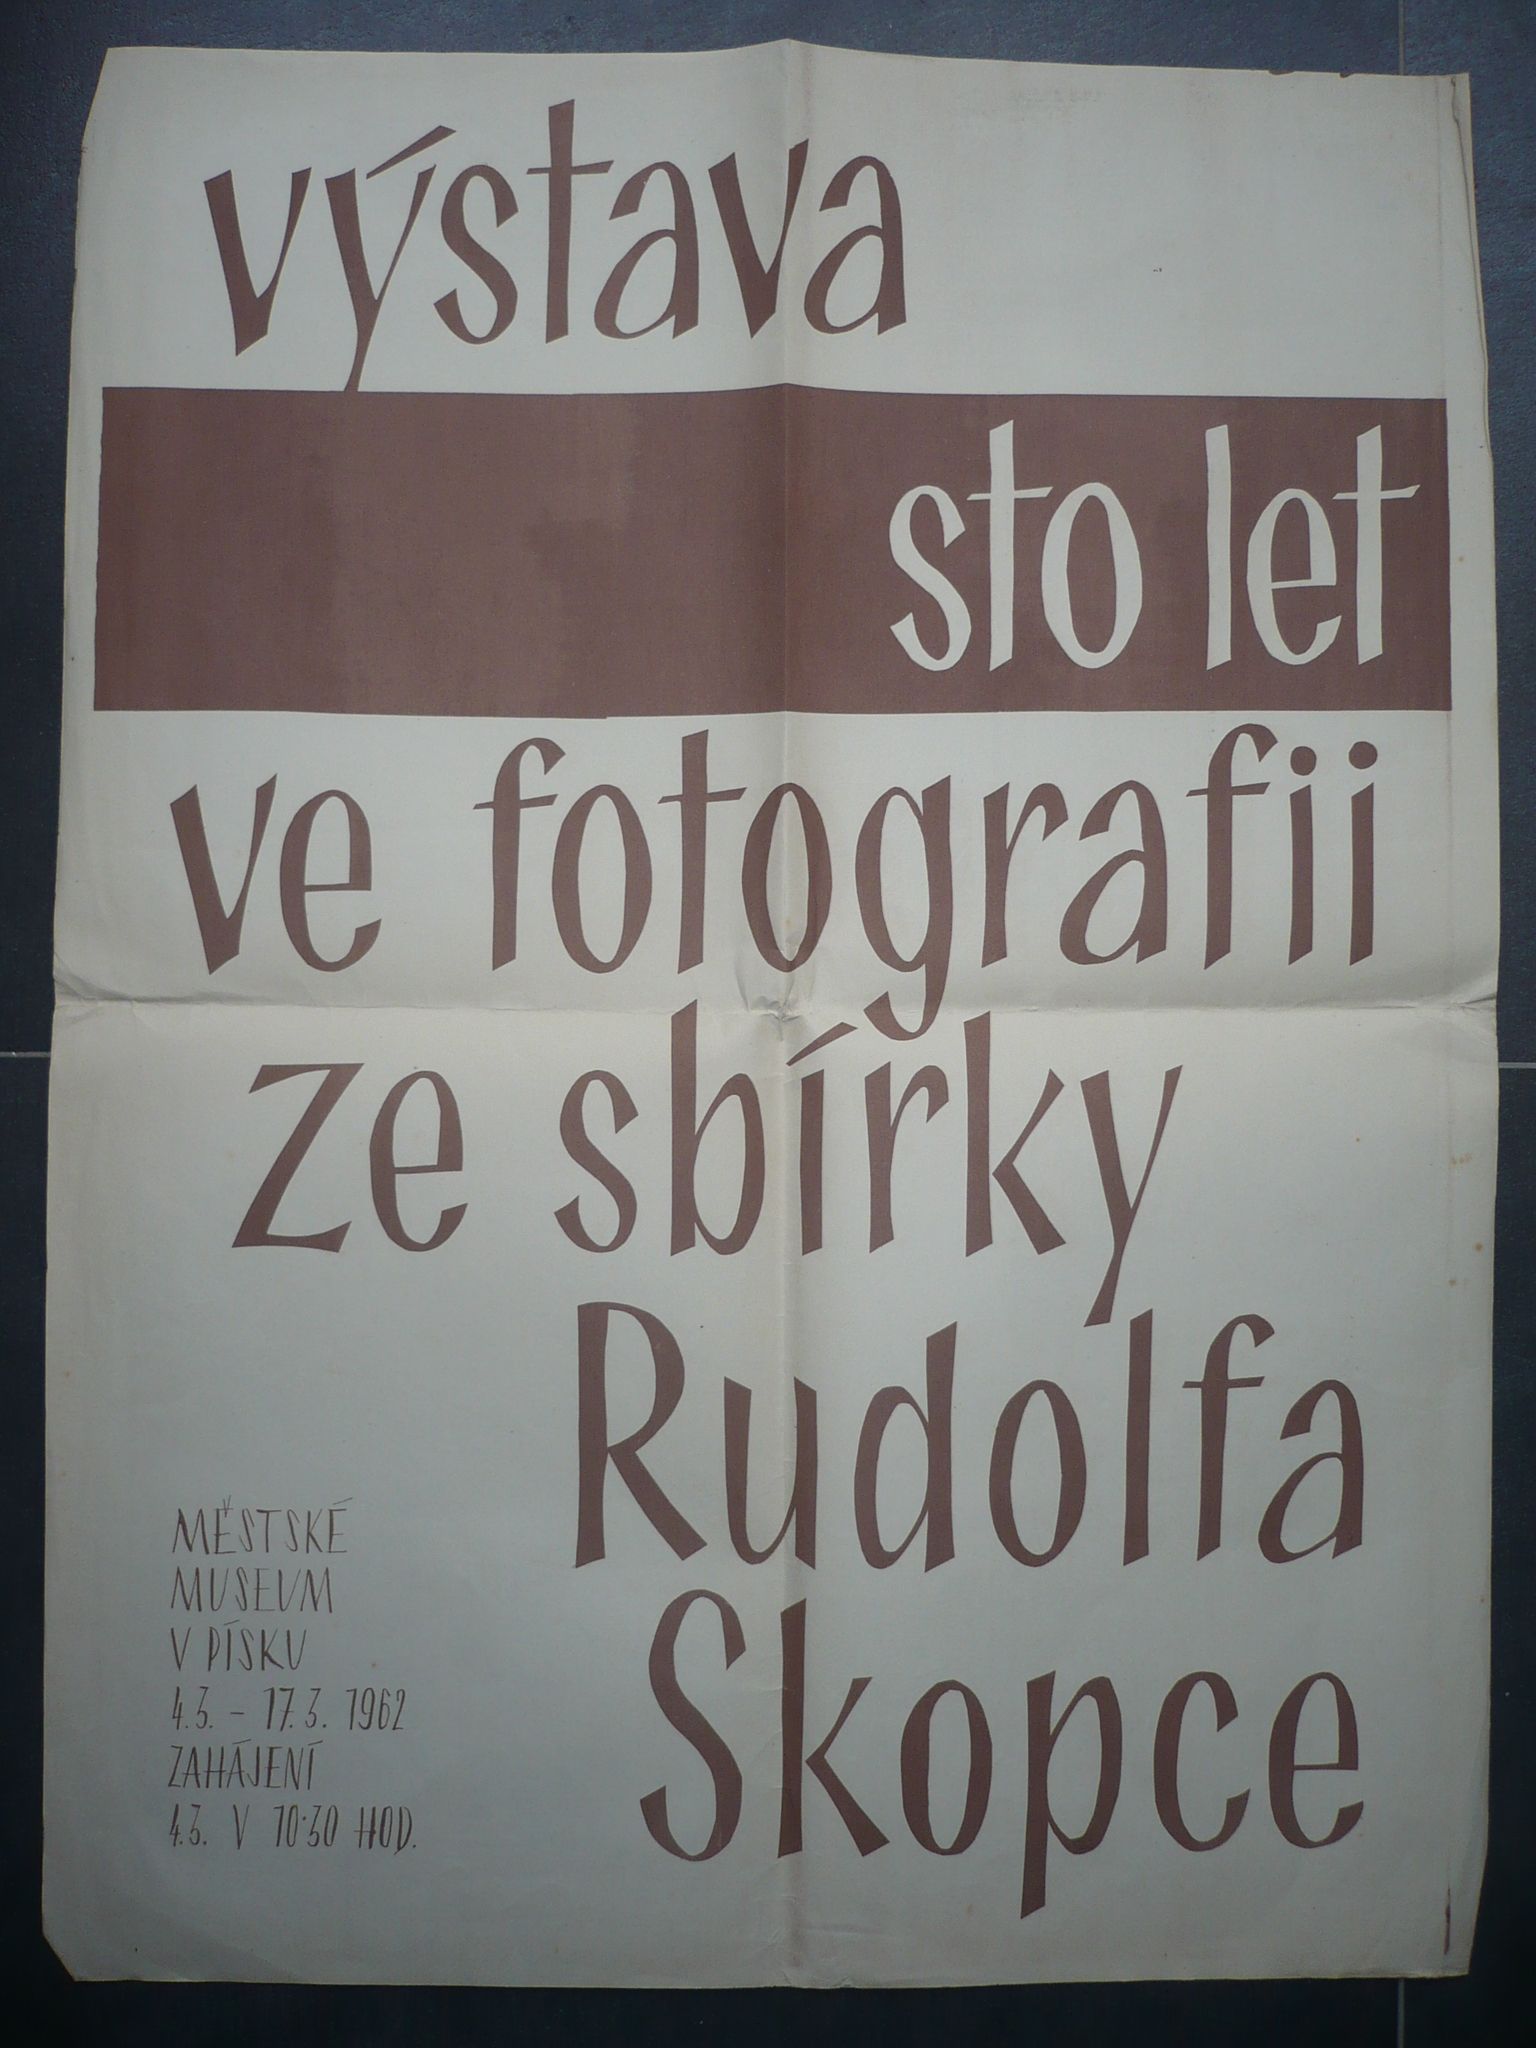 výstava
sto let
ve fotografii
ze sbírky
Rudolfa
Skopce
MĚSTSKÉ
MUSEUM
V PÍSKU
4.3. – 17.3. 1962
ZAHÁJENÍ
4.3. V 10·30 HOD.